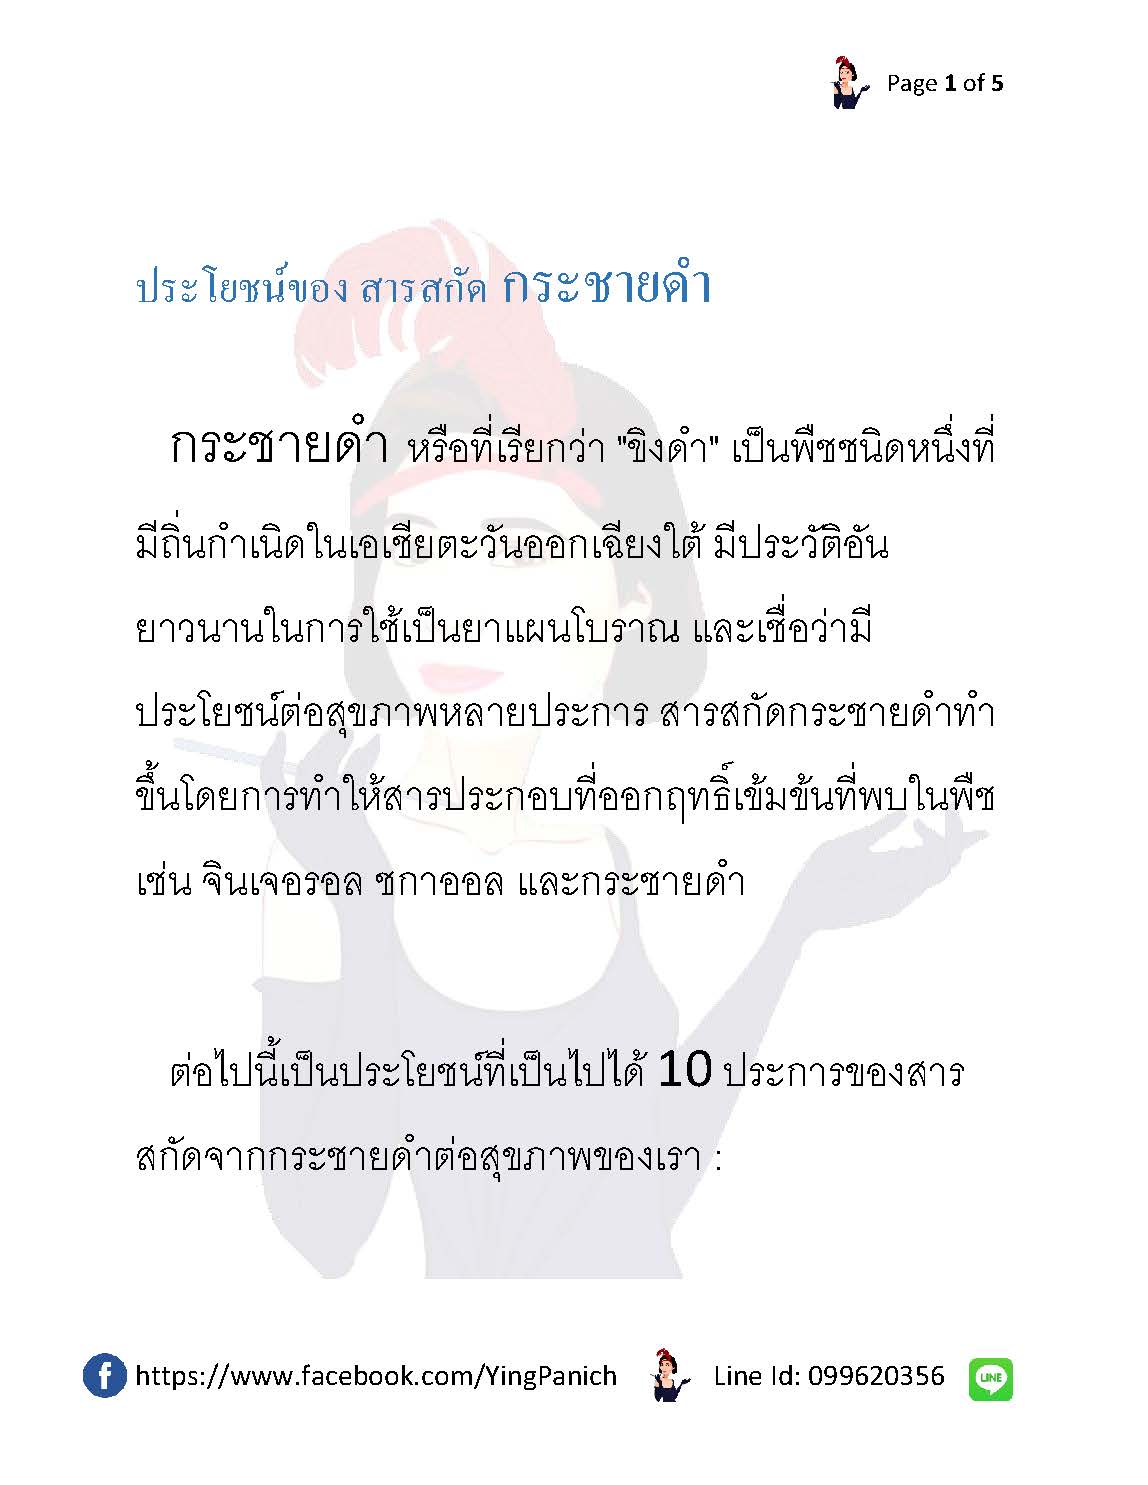 Page 1 of 5
ประโยชน์ของ สารสกัด กระชายดำ
กระชายดำ หรือที่เรียกว่า "ขิงดำ" เป็นพืชชนิดหนึ่งที่
มีถิ่นกำเนิดในเอเชียตะวันออกเฉียงใต้ มีประวัติอัน
ยาวนานในการใช้เป็นยาแผนโบราณ และเชื่อว่ามี
ประโยชน์ต่อสุขภาพหลายประการ สารสกัดกระชายดำทำ
ขึ้นโดยการทำให้สารประกอบที่ออกฤทธิ์เข้มข้นที่พบในพืช
เช่น จินเจอรอล ชกาออล และกระชายดำ
ต่อไปนี้เป็นประโยชน์ที่เป็นไปได้ 10 ประการของสาร
สกัดจากกระชายดำต่อสุขภาพของเรา :
https://www.facebook.com/YingPanich Line Id: 099620356 LINE